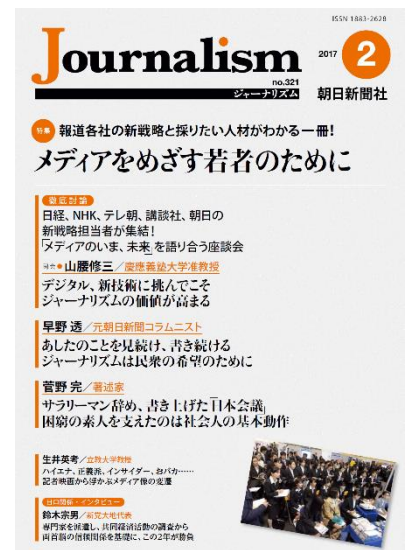 ISSN 1883-2628
Journalism
2017 2
no.321
ジャーナリズム
朝日新聞社
特集 報道各社の新戦略と採りたい人材がわかる一冊!
メディアをめざす若者のために
徹底討論
日経、NHK、テレ朝、講談社、朝日の
新戦略担当者が集結!
「メディアのいま、未来」を語り合う座談会
司会●山腰修三/慶應義塾大学准教授
デジタル、新技術に挑んでこそ
ジャーナリズムの価値が高まる
早野 透/元朝日新聞コラムニスト
あしたのことを見続け、書き続ける
ジャーナリズムは民衆の希望のために
菅野 完/著述家
サラリーマン辞め、書き上げた「日本会議」
困窮の素人を支えたのは社会人の基本動作
生井英考/立教大学教授
ハイエナ、正義派、インサイダー、おバカ……
記者映画から浮かぶメディア像の変遷
日ロ関係・インタビュー
鈴木宗男/新党大地代表
専門家を派遣し、共同経済活動の調査から
両首脳の信頼関係を基礎に、この2年が勝負